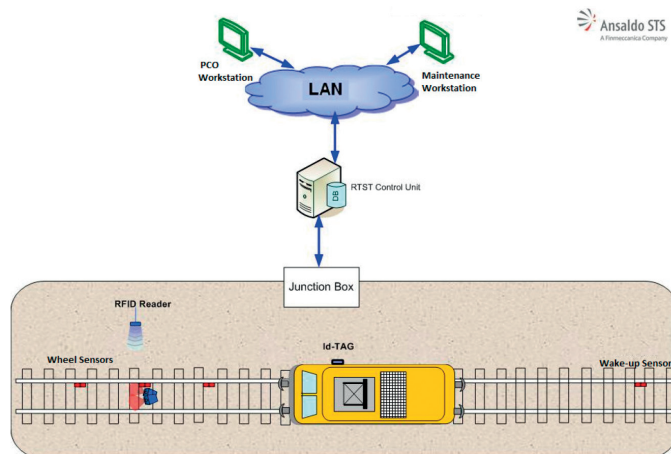 Ansaldo STS
A Finmeccanica Company
PCO
Workstation
Maintenance
Workstation
LAN
RTST Control Unit
DB
Junction Box
RFID Reader
Id-TAG
Wheel Sensors
Wake-up Sensor